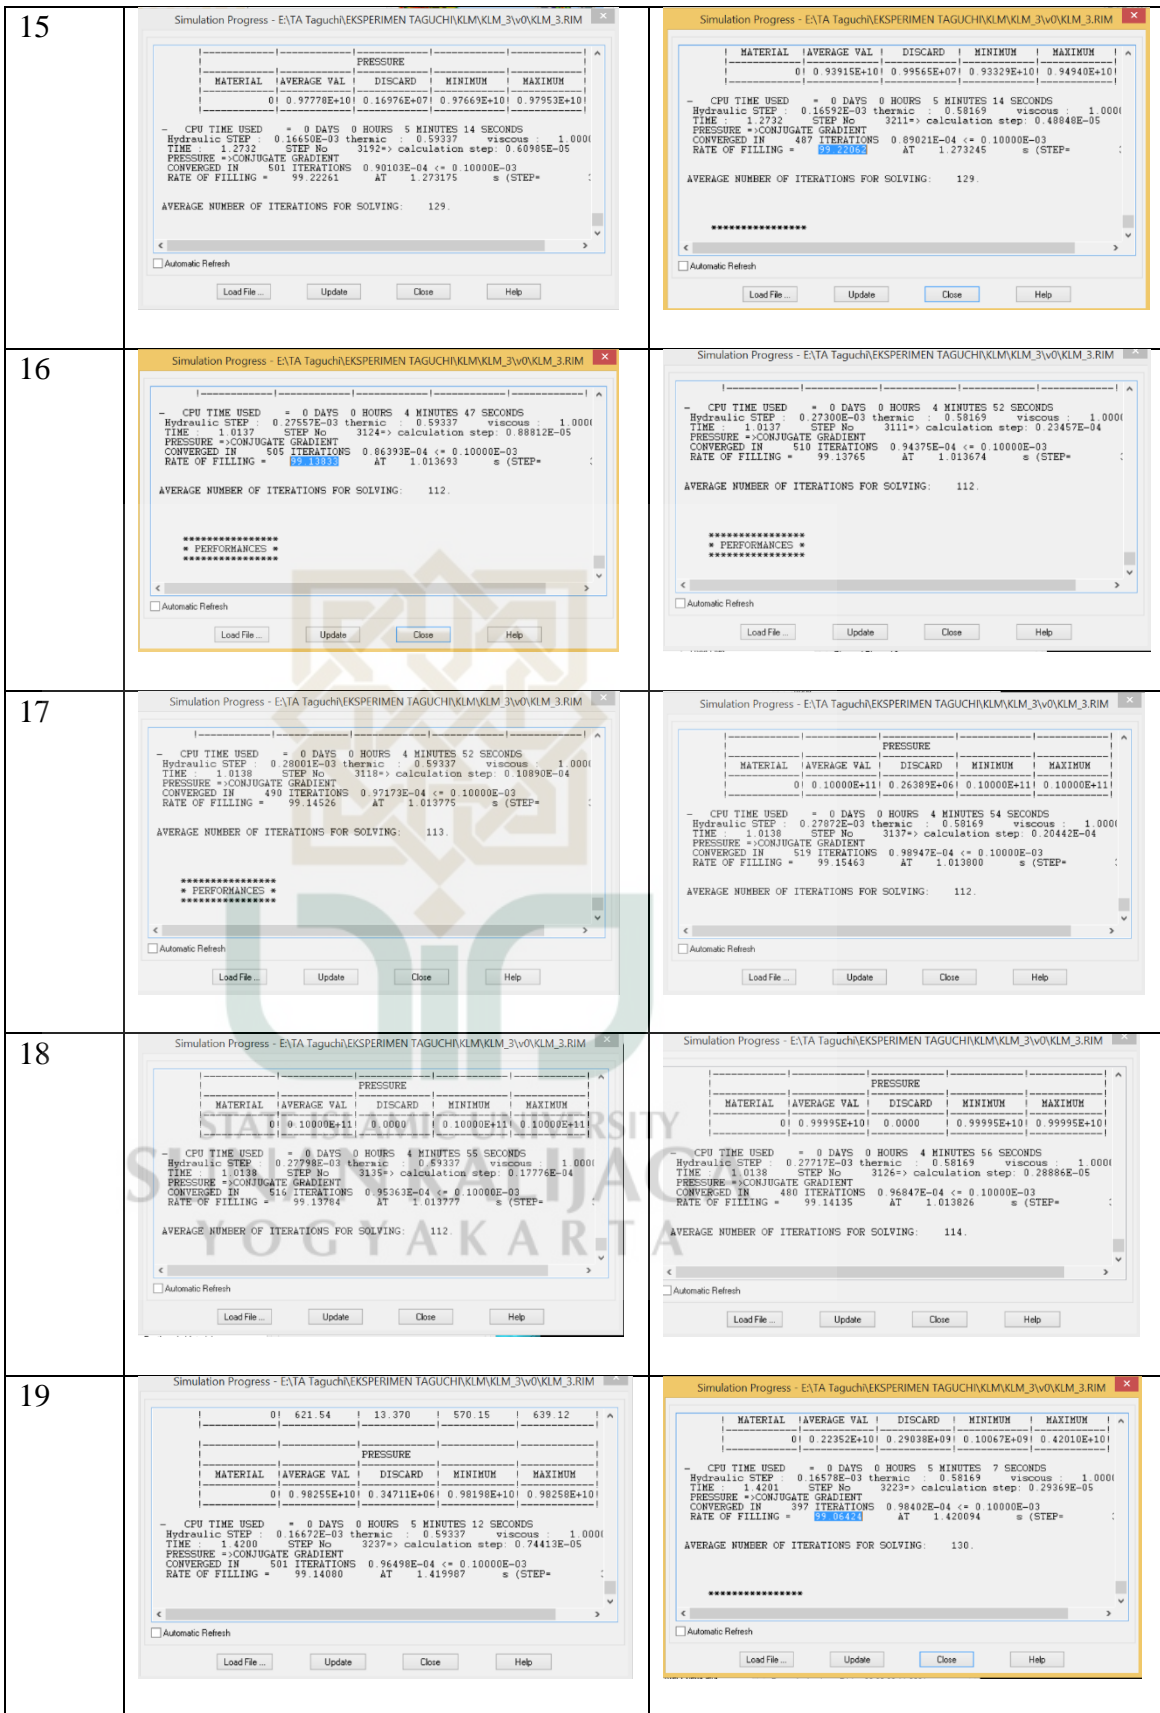 15
Simulation Progress - E:\TA Taguchi\EKSPERIMEN TAGUCHI\KLM\KLM_3\v0\KLM_3.RIM
PRESSURE
! MATERIAL !AVERAGE VAL ! DISCARD ! MINIMUM ! MAXIMUM !
! 0! 0.97778E+10! 0.16976E+07! 0.97669E+10! 0.97953E+10!
- CPU TIME USED = 0 DAYS 0 HOURS 5 MINUTES 14 SECONDS
Hydraulic STEP : 0.16650E-03 thermic : 0.59337 viscous : 1.000
TIME : 1.2732 STEP No 3192=> calculation step: 0.60985E-05
PRESSURE =>CONJUGATE GRADIENT
CONVERGED IN 501 ITERATIONS 0.90103E-04 <= 0.10000E-03
RATE OF FILLING = 99.22261 AT 1.273175 s (STEP=
AVERAGE NUMBER OF ITERATIONS FOR SOLVING: 129.
Automatic Refresh
Load File ... Update Close Help
Simulation Progress - E:\TA Taguchi\EKSPERIMEN TAGUCHI\KLM\KLM_3\v0\KLM_3.RIM
! MATERIAL !AVERAGE VAL ! DISCARD ! MINIMUM ! MAXIMUM !
! 0! 0.93915E+10! 0.99565E+07! 0.93329E+10! 0.94940E+10!
- CPU TIME USED = 0 DAYS 0 HOURS 5 MINUTES 14 SECONDS
Hydraulic STEP : 0.16592E-03 thermic : 0.58169 viscous : 1.000
TIME : 1.2732 STEP No 3211=> calculation step: 0.48848E-05
PRESSURE =>CONJUGATE GRADIENT
CONVERGED IN 487 ITERATIONS 0.89021E-04 <= 0.10000E-03
RATE OF FILLING = 99.22062 AT 1.273245 s (STEP=
AVERAGE NUMBER OF ITERATIONS FOR SOLVING: 129.
****************
Automatic Refresh
Load File ... Update Close Help
16
Simulation Progress - E:\TA Taguchi\EKSPERIMEN TAGUCHI\KLM\KLM_3\v0\KLM_3.RIM
- CPU TIME USED = 0 DAYS 0 HOURS 4 MINUTES 47 SECONDS
Hydraulic STEP : 0.27557E-03 thermic : 0.59337 viscous : 1.000
TIME : 1.0137 STEP No 3124=> calculation step: 0.88812E-05
PRESSURE =>CONJUGATE GRADIENT
CONVERGED IN 505 ITERATIONS 0.86393E-04 <= 0.10000E-03
RATE OF FILLING = 99.13833 AT 1.013693 s (STEP=
AVERAGE NUMBER OF ITERATIONS FOR SOLVING: 112.
****************
* PERFORMANCES *
****************
Automatic Refresh
Load File ... Update Close Help
Simulation Progress - E:\TA Taguchi\EKSPERIMEN TAGUCHI\KLM\KLM_3\v0\KLM_3.RIM
- CPU TIME USED = 0 DAYS 0 HOURS 4 MINUTES 52 SECONDS
Hydraulic STEP : 0.27300E-03 thermic : 0.58169 viscous : 1.000
TIME : 1.0137 STEP No 3111=> calculation step: 0.23457E-04
PRESSURE =>CONJUGATE GRADIENT
CONVERGED IN 510 ITERATIONS 0.94375E-04 <= 0.10000E-03
RATE OF FILLING = 99.13765 AT 1.013674 s (STEP=
AVERAGE NUMBER OF ITERATIONS FOR SOLVING: 112.
****************
* PERFORMANCES *
****************
Automatic Refresh
Load File ... Update Close Help
17
Simulation Progress - E:\TA Taguchi\EKSPERIMEN TAGUCHI\KLM\KLM_3\v0\KLM_3.RIM
- CPU TIME USED = 0 DAYS 0 HOURS 4 MINUTES 52 SECONDS
Hydraulic STEP : 0.28001E-03 thermic : 0.59337 viscous : 1.000
TIME : 1.0138 STEP No 3118=> calculation step: 0.10890E-04
PRESSURE =>CONJUGATE GRADIENT
CONVERGED IN 490 ITERATIONS 0.97173E-04 <= 0.10000E-03
RATE OF FILLING = 99.14526 AT 1.013775 s (STEP=
AVERAGE NUMBER OF ITERATIONS FOR SOLVING: 113.
****************
* PERFORMANCES *
****************
Automatic Refresh
Load File ... Update Close Help
Simulation Progress - E:\TA Taguchi\EKSPERIMEN TAGUCHI\KLM\KLM_3\v0\KLM_3.RIM
PRESSURE
! MATERIAL !AVERAGE VAL ! DISCARD ! MINIMUM ! MAXIMUM !
! 0! 0.10000E+11! 0.26389E+06! 0.10000E+11! 0.10000E+11!
- CPU TIME USED = 0 DAYS 0 HOURS 4 MINUTES 54 SECONDS
Hydraulic STEP : 0.27872E-03 thermic : 0.58169 viscous : 1.000
TIME : 1.0138 STEP No 3137=> calculation step: 0.20442E-04
PRESSURE =>CONJUGATE GRADIENT
CONVERGED IN 519 ITERATIONS 0.98947E-04 <= 0.10000E-03
RATE OF FILLING = 99.15463 AT 1.013800 s (STEP=
AVERAGE NUMBER OF ITERATIONS FOR SOLVING: 112.
Automatic Refresh
Load File ... Update Close Help
18
Simulation Progress - E:\TA Taguchi\EKSPERIMEN TAGUCHI\KLM\KLM_3\v0\KLM_3.RIM
PRESSURE
! MATERIAL !AVERAGE VAL ! DISCARD ! MINIMUM ! MAXIMUM !
! 0! 0.10000E+11! 0.0000 ! 0.10000E+11! 0.10000E+11!
- CPU TIME USED = 0 DAYS 0 HOURS 4 MINUTES 55 SECONDS
Hydraulic STEP : 0.27798E-03 thermic : 0.59337 viscous : 1.000
TIME : 1.0138 STEP No 3135=> calculation step: 0.17776E-04
PRESSURE =>CONJUGATE GRADIENT
CONVERGED IN 516 ITERATIONS 0.95363E-04 <= 0.10000E-03
RATE OF FILLING = 99.13784 AT 1.013777 s (STEP=
AVERAGE NUMBER OF ITERATIONS FOR SOLVING: 112.
Automatic Refresh
Load File ... Update Close Help
Simulation Progress - E:\TA Taguchi\EKSPERIMEN TAGUCHI\KLM\KLM_3\v0\KLM_3.RIM
PRESSURE
! MATERIAL !AVERAGE VAL ! DISCARD ! MINIMUM ! MAXIMUM !
! 0! 0.99995E+10! 0.0000 ! 0.99995E+10! 0.99995E+10!
- CPU TIME USED = 0 DAYS 0 HOURS 4 MINUTES 56 SECONDS
Hydraulic STEP : 0.27717E-03 thermic : 0.58169 viscous : 1.000
TIME : 1.0138 STEP No 3126=> calculation step: 0.28886E-05
PRESSURE =>CONJUGATE GRADIENT
CONVERGED IN 480 ITERATIONS 0.96847E-04 <= 0.10000E-03
RATE OF FILLING = 99.14135 AT 1.013826 s (STEP=
AVERAGE NUMBER OF ITERATIONS FOR SOLVING: 114.
Automatic Refresh
Load File ... Update Close Help
STATE ISLAMIC UNIVERSITY
SUNAN KALIJAGA
YOGYAKARTA
19
Simulation Progress - E:\TA Taguchi\EKSPERIMEN TAGUCHI\KLM\KLM_3\v0\KLM_3.RIM
! 0! 621.54 ! 13.370 ! 570.15 ! 639.12 !
PRESSURE
! MATERIAL !AVERAGE VAL ! DISCARD ! MINIMUM ! MAXIMUM !
! 0! 0.98255E+10! 0.34711E+06! 0.98198E+10! 0.98258E+10!
- CPU TIME USED = 0 DAYS 0 HOURS 5 MINUTES 12 SECONDS
Hydraulic STEP : 0.16672E-03 thermic : 0.59337 viscous : 1.000
TIME : 1.4200 STEP No 3237=> calculation step: 0.74413E-05
PRESSURE =>CONJUGATE GRADIENT
CONVERGED IN 501 ITERATIONS 0.96498E-04 <= 0.10000E-03
RATE OF FILLING = 99.14080 AT 1.419987 s (STEP=
Automatic Refresh
Load File ... Update Close Help
Simulation Progress - E:\TA Taguchi\EKSPERIMEN TAGUCHI\KLM\KLM_3\v0\KLM_3.RIM
! MATERIAL !AVERAGE VAL ! DISCARD ! MINIMUM ! MAXIMUM !
! 0! 0.22352E+10! 0.29038E+09! 0.10067E+09! 0.42010E+10!
- CPU TIME USED = 0 DAYS 0 HOURS 5 MINUTES 7 SECONDS
Hydraulic STEP : 0.16578E-03 thermic : 0.58169 viscous : 1.000
TIME : 1.4201 STEP No 3223=> calculation step: 0.29369E-05
PRESSURE =>CONJUGATE GRADIENT
CONVERGED IN 397 ITERATIONS 0.98402E-04 <= 0.10000E-03
RATE OF FILLING = 99.06424 AT 1.420094 s (STEP=
AVERAGE NUMBER OF ITERATIONS FOR SOLVING: 130.
****************
Automatic Refresh
Load File ... Update Close Help